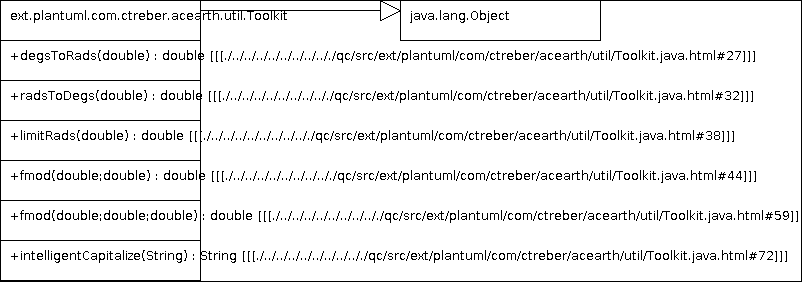 ext.plantuml.com.ctreber.acearth.util.Toolkit
java.lang.Object
+degsToRads(double) : double [[[./../../../../../../../../../qc/src/ext/plantuml/com/ctreber/acearth/util/Toolkit.java.html#27]]]
+radsToDegs(double) : double [[[./../../../../../../../../../qc/src/ext/plantuml/com/ctreber/acearth/util/Toolkit.java.html#32]]]
+limitRads(double) : double [[[./../../../../../../../../../qc/src/ext/plantuml/com/ctreber/acearth/util/Toolkit.java.html#38]]]
+fmod(double;double) : double [[[./../../../../../../../../../qc/src/ext/plantuml/com/ctreber/acearth/util/Toolkit.java.html#44]]]
+fmod(double;double;double) : double [[[./../../../../../../../../../qc/src/ext/plantuml/com/ctreber/acearth/util/Toolkit.java.html#59]]]
+intelligentCapitalize(String) : String [[[./../../../../../../../../../qc/src/ext/plantuml/com/ctreber/acearth/util/Toolkit.java.html#72]]]